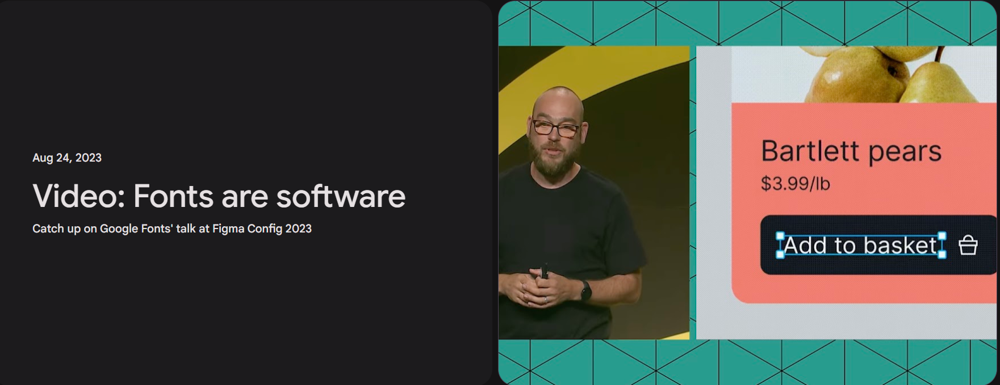 Aug 24, 2023
Video: Fonts are software
Catch up on Google Fonts' talk at Figma Config 2023
Bartlett pears
$3.99/lb
Add to basket